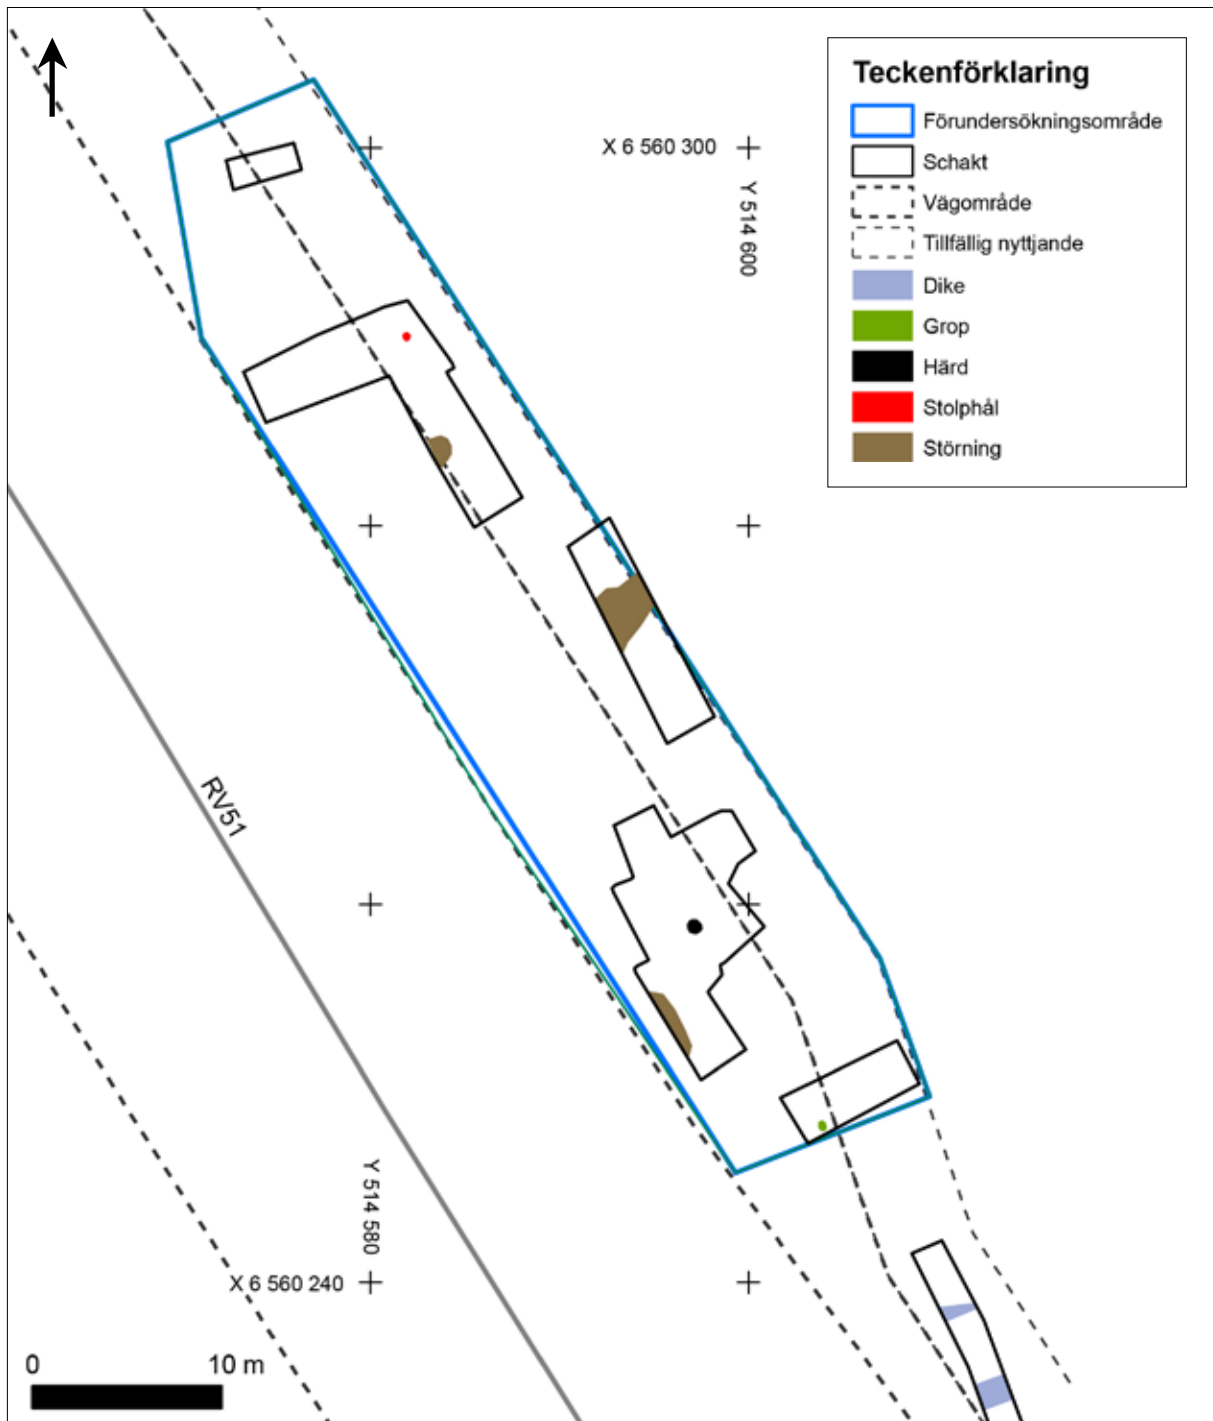 Teckenförklaring
Förundersökningsområde
Schakt
Vägområde
Tillfällig nyttjande
Dike
Grop
Härd
Stolphål
Störning
X 6 560 300
Y 514 600
RV51
Y 514 580
X 6 560 240
0 10 m